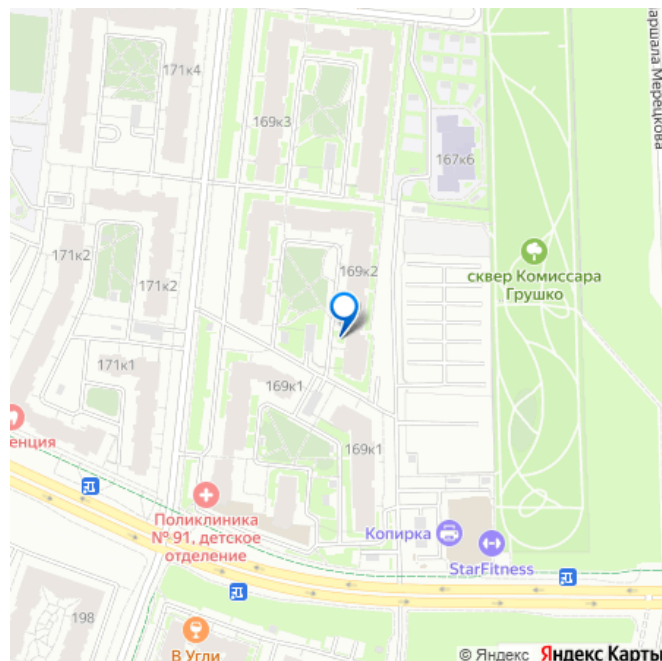 171к4
169к3
167к6
аршала Мерецкова
171к2
171к2
169к2
сквер Комиссара
Грушко
171к1
169к1
169к1
енция
Поликлиника
№ 91, детское
отделение
Копирка
StarFitness
198
В Угли
© Яндекс Яндекс Карты